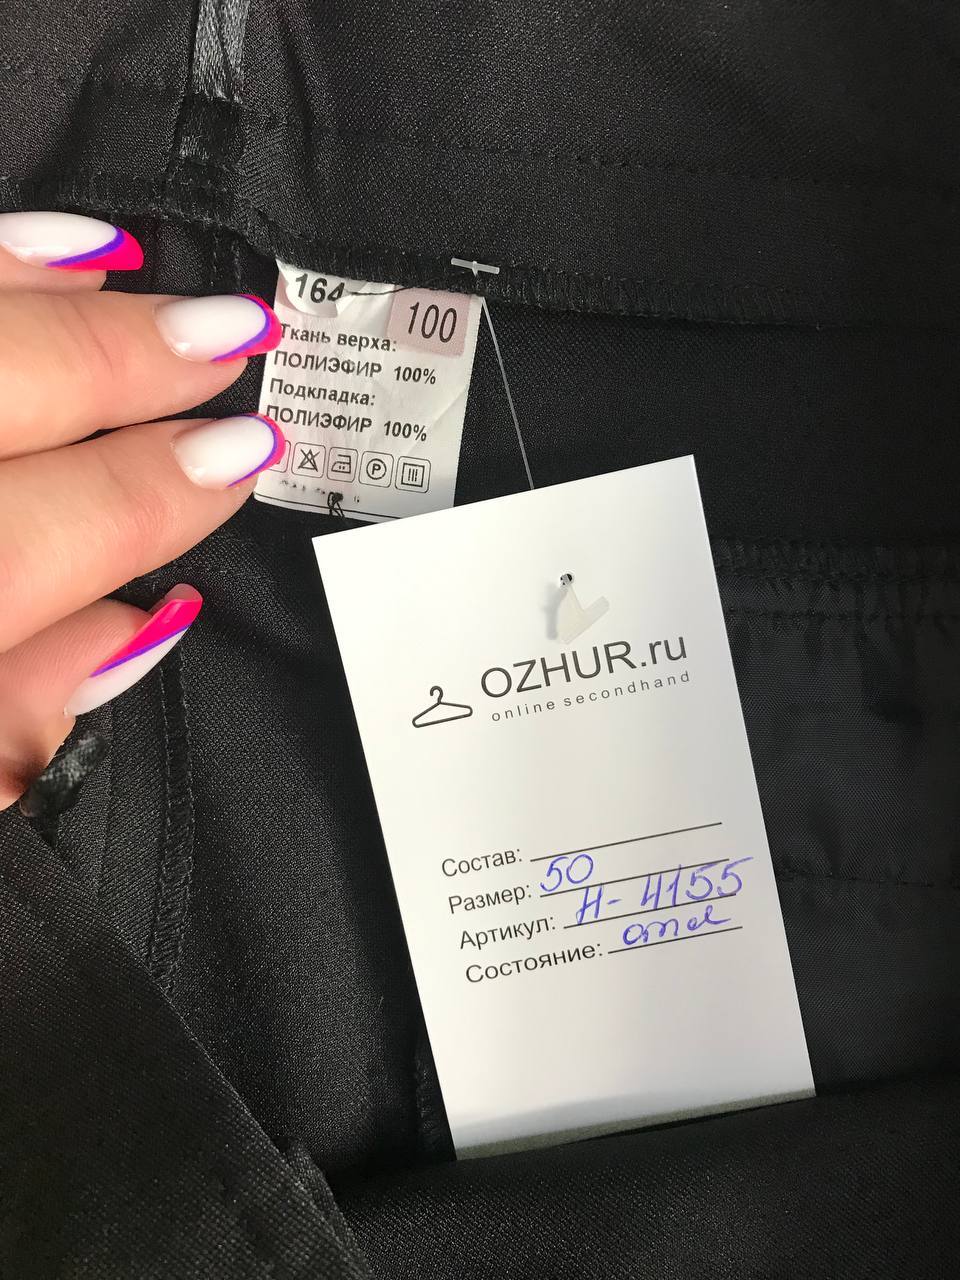 164
100
Ткань верха:
ПОЛИЭФИР 100%
Подкладка:
ПОЛИЭФИР 100%
P
OZHUR.ru
online secondhand
Состав:
Размер: 50
Артикул: Н-4155
Состояние: отл